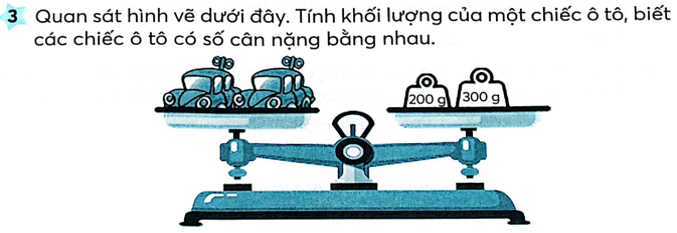 3 Quan sát hình vẽ dưới đây. Tính khối lượng của một chiếc ô tô, biết
các chiếc ô tô có số cân nặng bằng nhau.
200 g 300 g